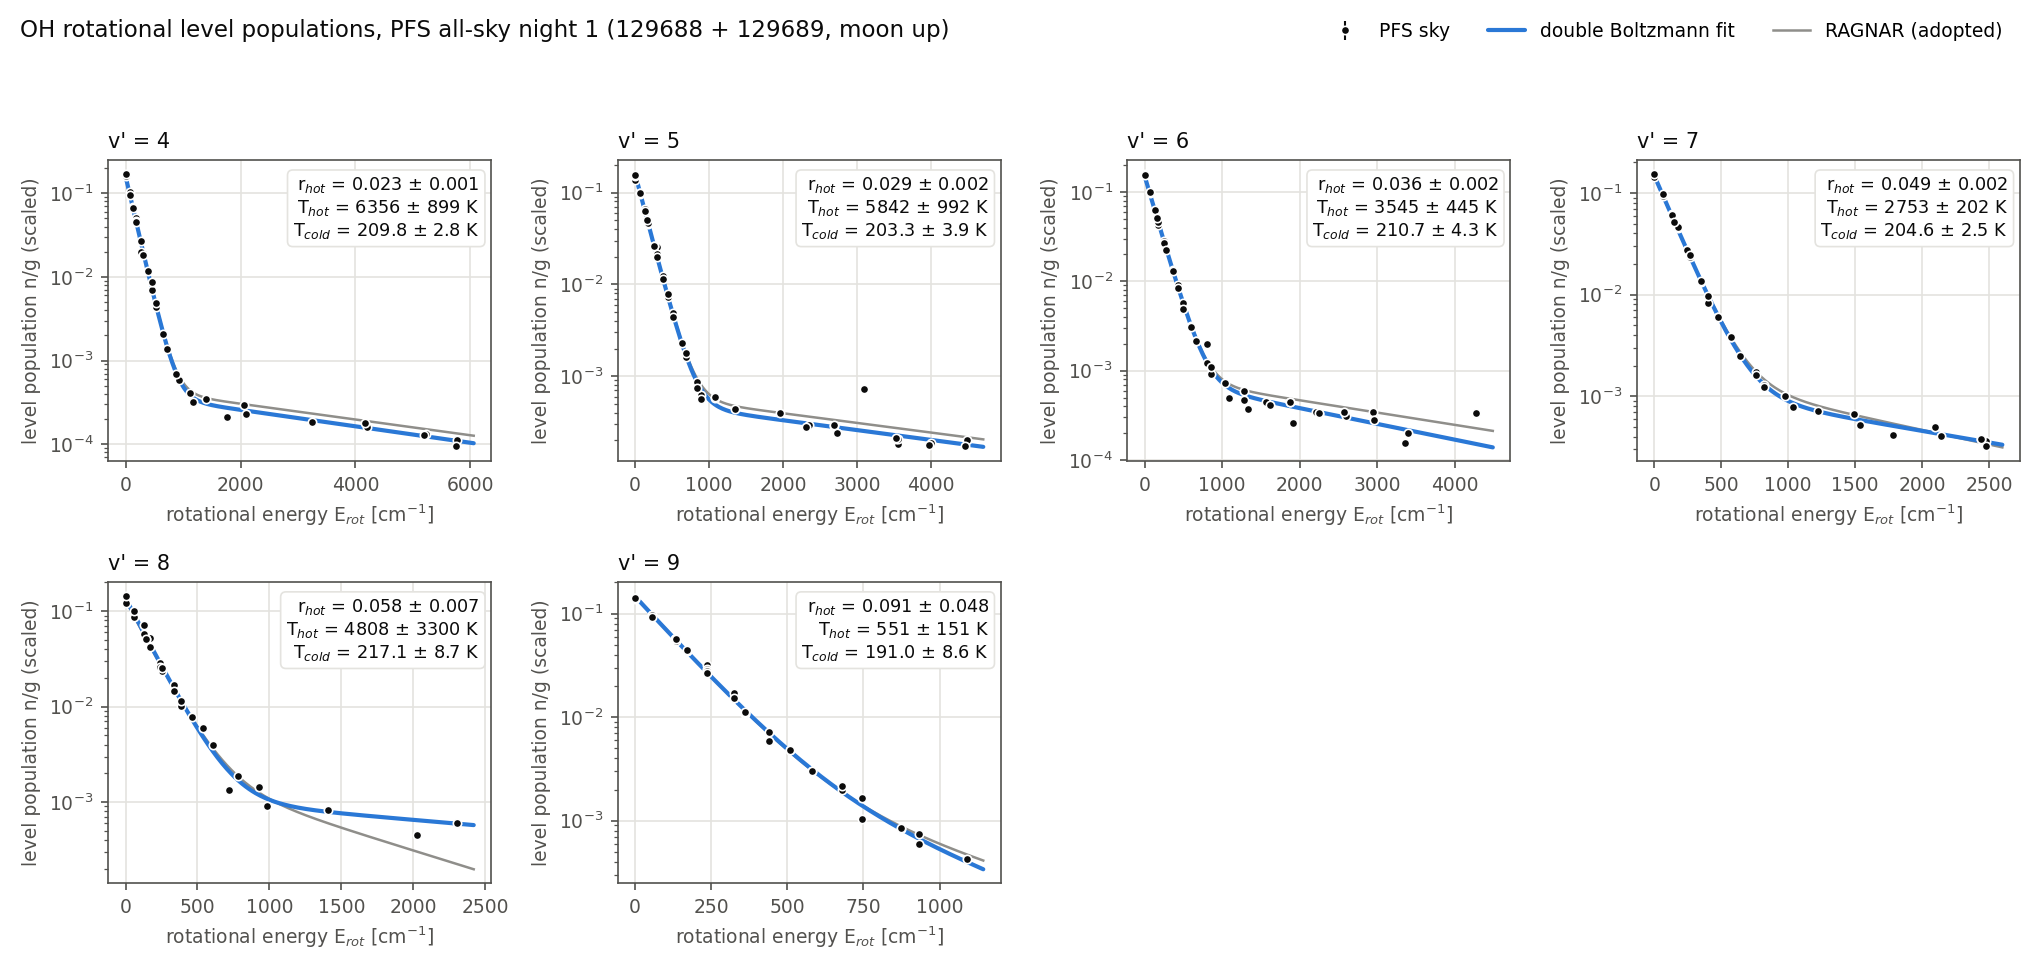 OH rotational level populations, PFS all-sky night 1 (129688 + 129689, moon up)
PFS sky
double Boltzmann fit
RAGNAR (adopted)
v' = 4
level population n/g (scaled)
10⁻¹
10⁻²
10⁻³
10⁻⁴
r_hot = 0.023 ± 0.001
T_hot = 6356 ± 899 K
T_cold = 209.8 ± 2.8 K
0 2000 4000 6000
rotational energy E_rot [cm⁻¹]
v' = 5
level population n/g (scaled)
10⁻¹
10⁻²
10⁻³
r_hot = 0.029 ± 0.002
T_hot = 5842 ± 992 K
T_cold = 203.3 ± 3.9 K
0 1000 2000 3000 4000
rotational energy E_rot [cm⁻¹]
v' = 6
level population n/g (scaled)
10⁻¹
10⁻²
10⁻³
10⁻⁴
r_hot = 0.036 ± 0.002
T_hot = 3545 ± 445 K
T_cold = 210.7 ± 4.3 K
0 1000 2000 3000 4000
rotational energy E_rot [cm⁻¹]
v' = 7
level population n/g (scaled)
10⁻¹
10⁻²
10⁻³
r_hot = 0.049 ± 0.002
T_hot = 2753 ± 202 K
T_cold = 204.6 ± 2.5 K
0 500 1000 1500 2000 2500
rotational energy E_rot [cm⁻¹]
v' = 8
level population n/g (scaled)
10⁻¹
10⁻²
10⁻³
r_hot = 0.058 ± 0.007
T_hot = 4808 ± 3300 K
T_cold = 217.1 ± 8.7 K
0 500 1000 1500 2000 2500
rotational energy E_rot [cm⁻¹]
v' = 9
level population n/g (scaled)
10⁻¹
10⁻²
10⁻³
r_hot = 0.091 ± 0.048
T_hot = 551 ± 151 K
T_cold = 191.0 ± 8.6 K
0 250 500 750 1000
rotational energy E_rot [cm⁻¹]